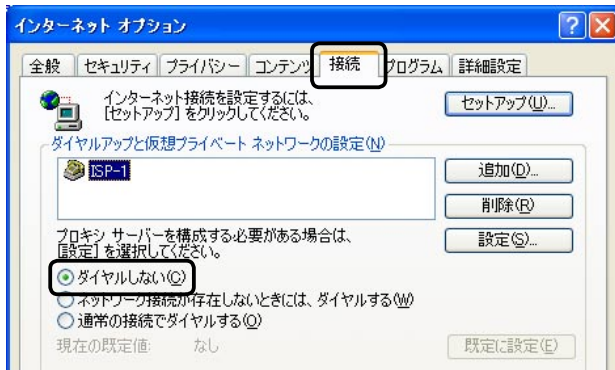 インターネット オプション
全般 セキュリティ プライバシー コンテンツ 接続 プログラム 詳細設定
インターネット接続を設定するには、
[セットアップ] をクリックしてください。
セットアップ(U)...
ダイヤルアップと仮想プライベート ネットワークの設定(N)
ISP-1
追加(D)...
削除(R)
プロキシ サーバーを構成する必要がある場合は、
[設定] を選択してください。
設定(S)...
ダイヤルしない(C)
ネットワーク接続が存在しないときには、ダイヤルする(W)
通常の接続でダイヤルする(O)
現在の既定値: なし
既定に設定(E)